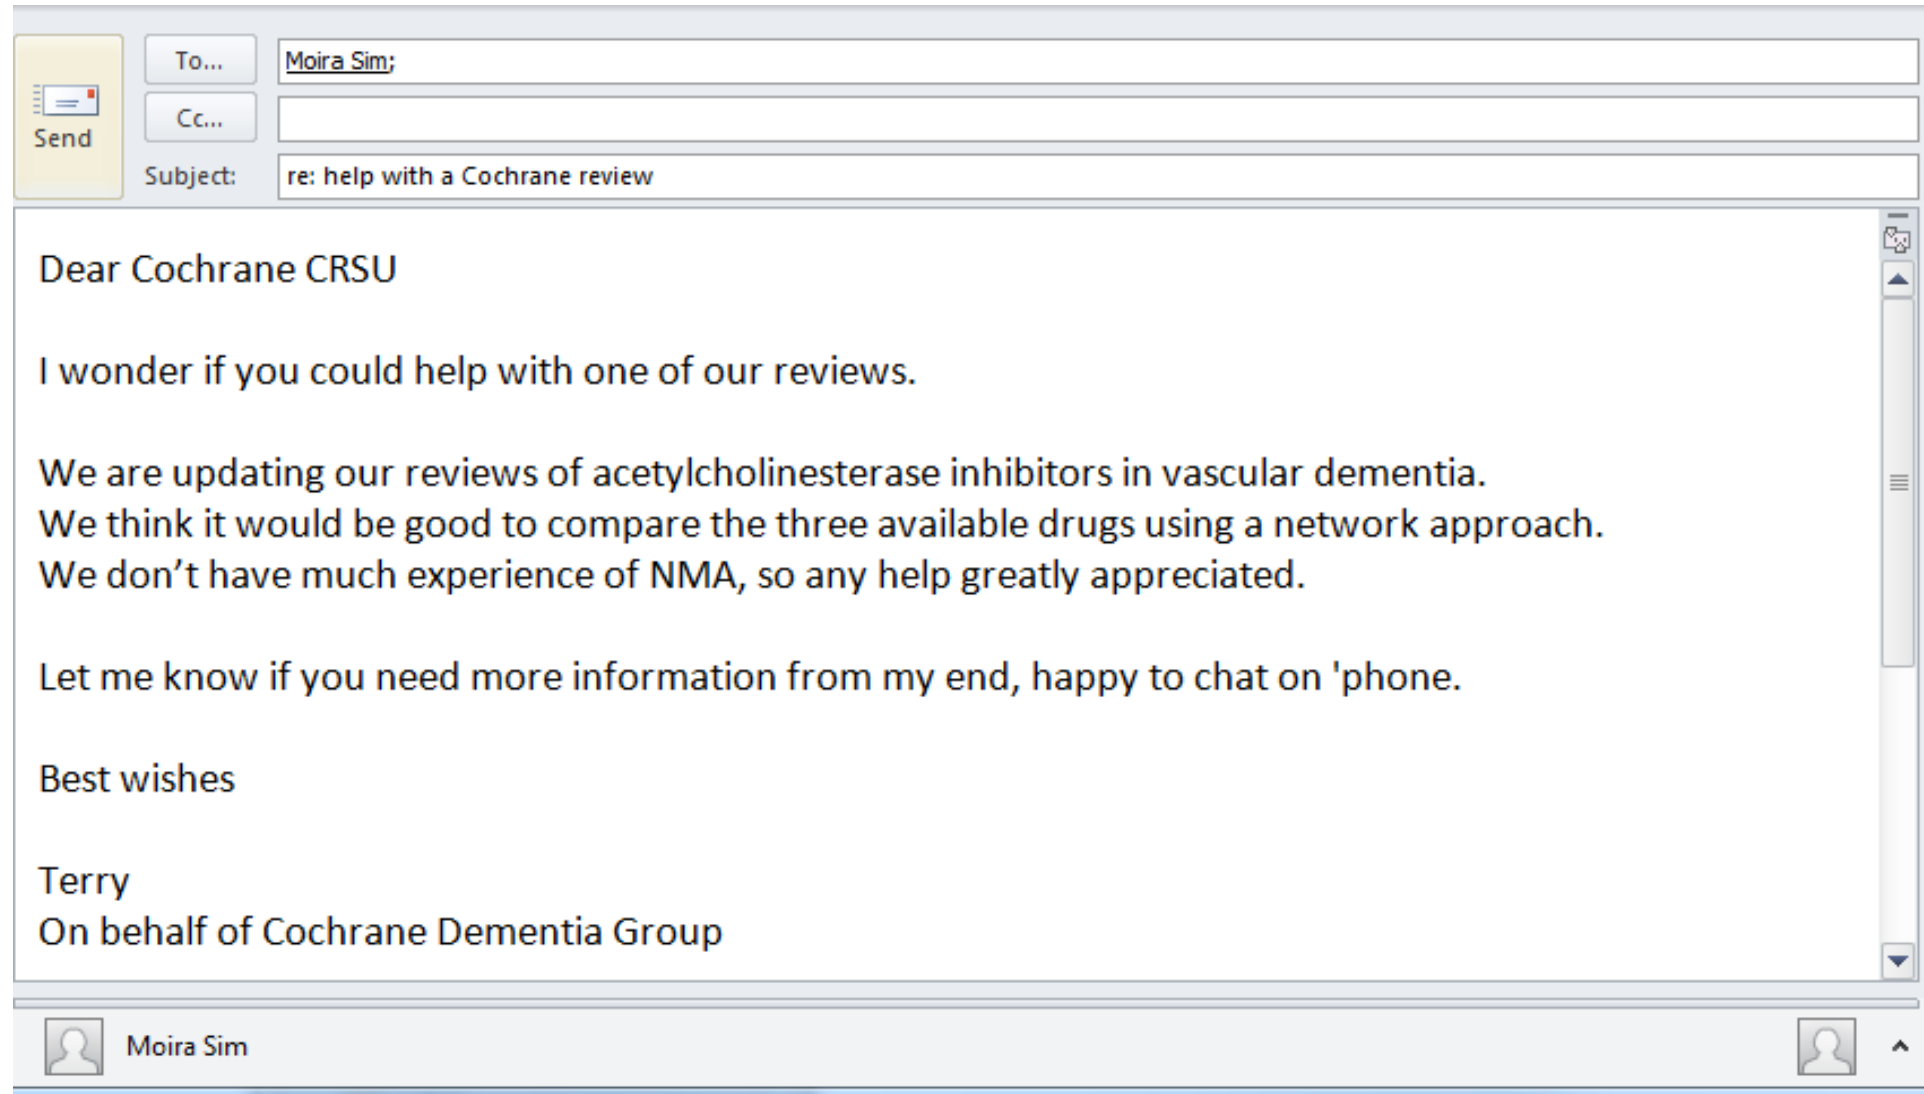 To...
Moira Sim;
Cc...
Send
Subject:
re: help with a Cochrane review
Dear Cochrane CRSU
I wonder if you could help with one of our reviews.
We are updating our reviews of acetylcholinesterase inhibitors in vascular dementia.
We think it would be good to compare the three available drugs using a network approach.
We don’t have much experience of NMA, so any help greatly appreciated.
Let me know if you need more information from my end, happy to chat on 'phone.
Best wishes
Terry
On behalf of Cochrane Dementia Group
Moira Sim